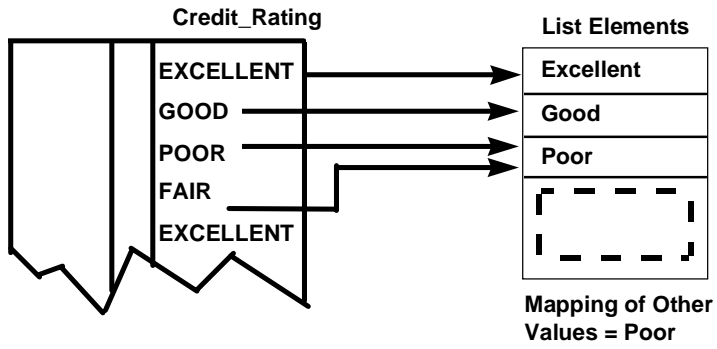 Credit_Rating
EXCELLENT
GOOD
POOR
FAIR
EXCELLENT
List Elements
Excellent
Good
Poor
Mapping of Other
Values = Poor